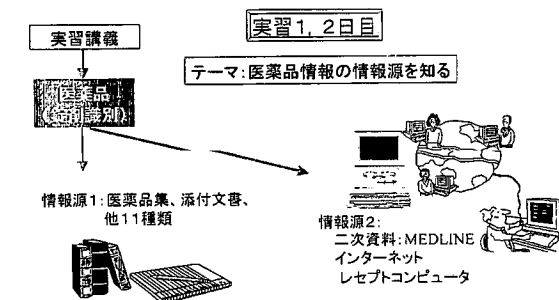 実習1, 2日目
実習講義
テーマ:医薬品情報の情報源を知る
医薬品
(錠剤識別)
情報源1:医薬品集、添付文書、
他11種類
情報源2:
二次資料:MEDLINE
インターネット
レセプトコンピュータ